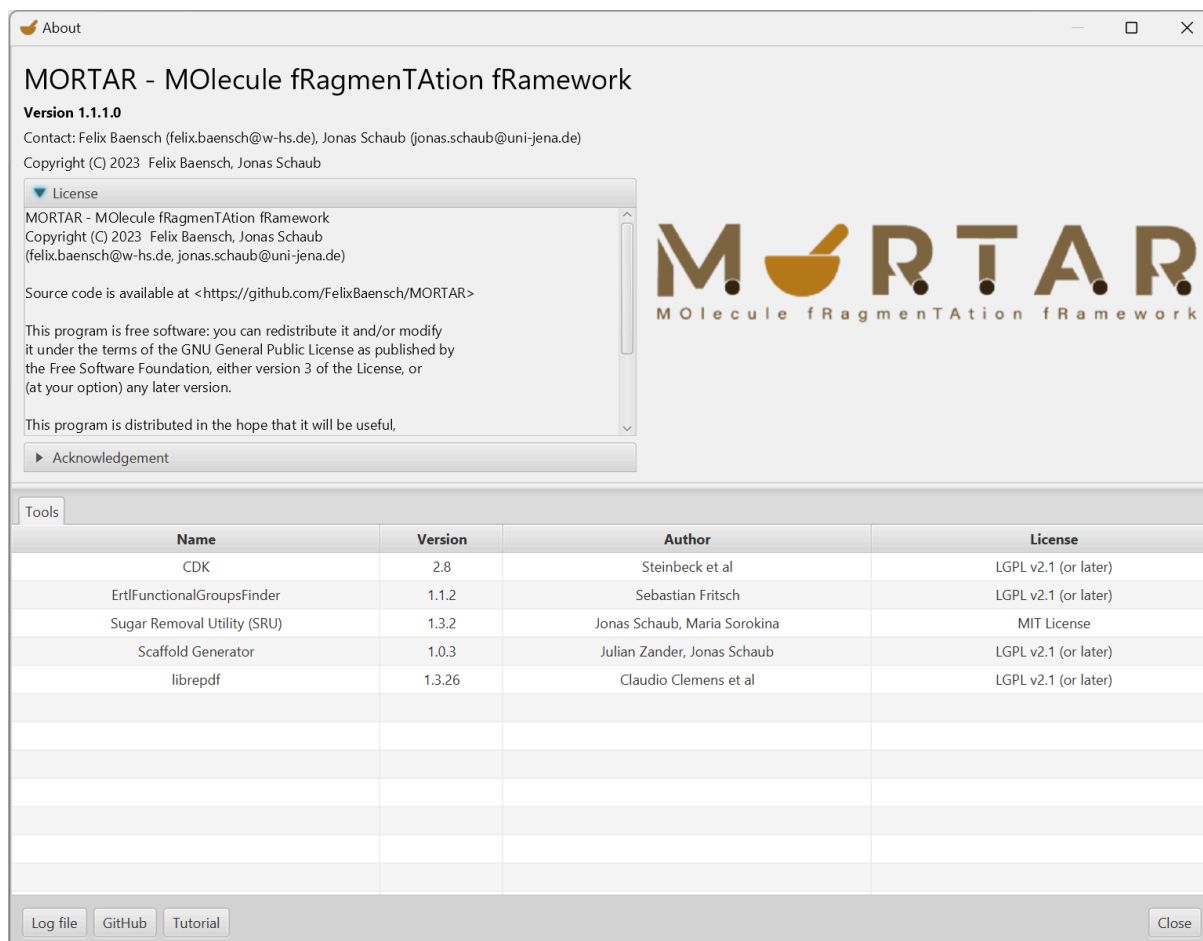 About
MORTAR - MOlecule fRagmenTAtion fRamework
Version 1.1.1.0
Contact: Felix Baensch (felix.baensch@w-hs.de), Jonas Schaub (jonas.schaub@uni-jena.de)
Copyright (C) 2023  Felix Baensch, Jonas Schaub
License
MORTAR - MOlecule fRagmenTAtion fRamework
Copyright (C) 2023  Felix Baensch, Jonas Schaub
(felix.baensch@w-hs.de, jonas.schaub@uni-jena.de)
Source code is available at <https://github.com/FelixBaensch/MORTAR>
This program is free software: you can redistribute it and/or modify
it under the terms of the GNU General Public License as published by
the Free Software Foundation, either version 3 of the License, or
(at your option) any later version.
This program is distributed in the hope that it will be useful,
Acknowledgement
MORTAR
MOlecule fRagmenTAtion fRamework
Tools
Name Version Author License
CDK 2.8 Steinbeck et al LGPL v2.1 (or later)
ErtlFunctionalGroupsFinder 1.1.2 Sebastian Fritsch LGPL v2.1 (or later)
Sugar Removal Utility (SRU) 1.3.2 Jonas Schaub, Maria Sorokina MIT License
Scaffold Generator 1.0.3 Julian Zander, Jonas Schaub LGPL v2.1 (or later)
librepdf 1.3.26 Claudio Clemens et al LGPL v2.1 (or later)
Log file GitHub Tutorial Close